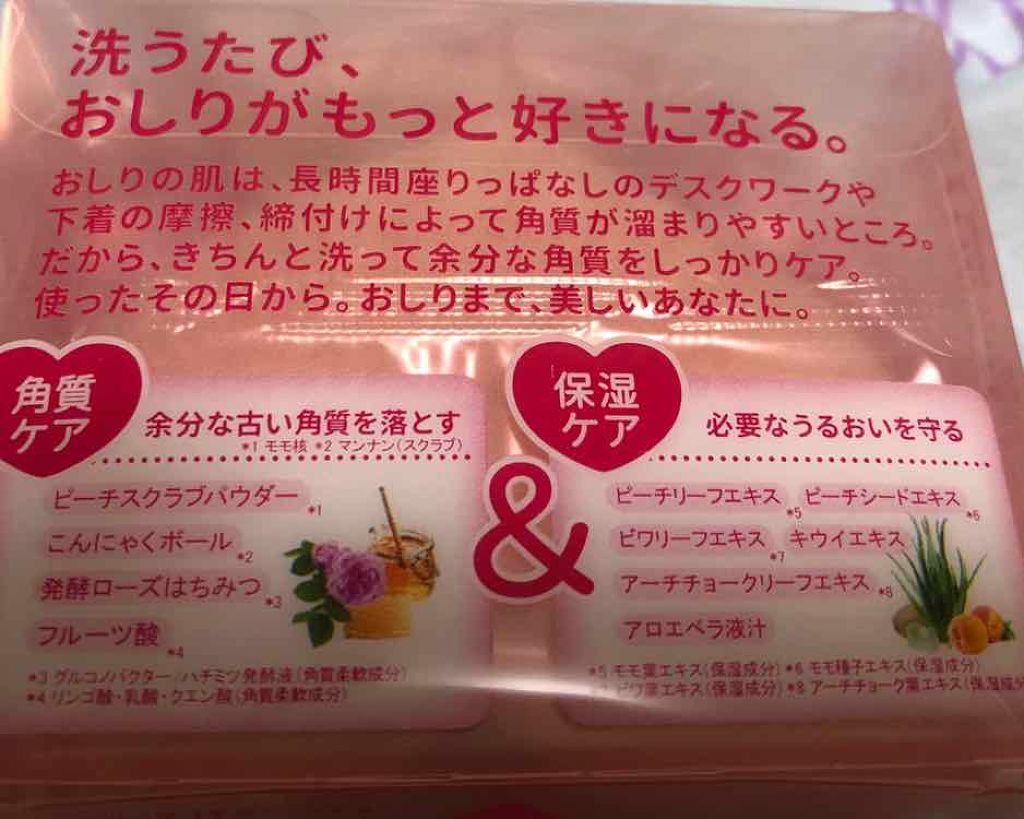 洗うたび、
おしりがもっと好きになる。
おしりの肌は、長時間座りっぱなしのデスクワークや
下着の摩擦、締付けによって角質が溜まりやすいところ。
だから、きちんと洗って余分な角質をしっかりケア。
使ったその日から。おしりまで、美しいあなたに。
角質
ケア
余分な古い角質を落とす
*1 モモ核 *2 マンナン(スクラブ)
ピーチスクラブパウダー*1
こんにゃくボール*2
発酵ローズはちみつ*3
フルーツ酸*4
*3 グルコノバクター/ハチミツ発酵液(角質柔軟成分)
*4 リンゴ酸・乳酸・クエン酸(角質柔軟成分)
&
保湿
ケア
必要なうるおいを守る
ピーチリーフエキス*5 ピーチシードエキス*6
ビワリーフエキス*7 キウイエキス
アーチチョークリーフエキス*8
アロエベラ液汁
*5 モモ葉エキス(保湿成分) *6 モモ種子エキス(保湿成分)
*7 ビワ葉エキス(保湿成分) *8 アーチチョーク葉エキス(保湿成分